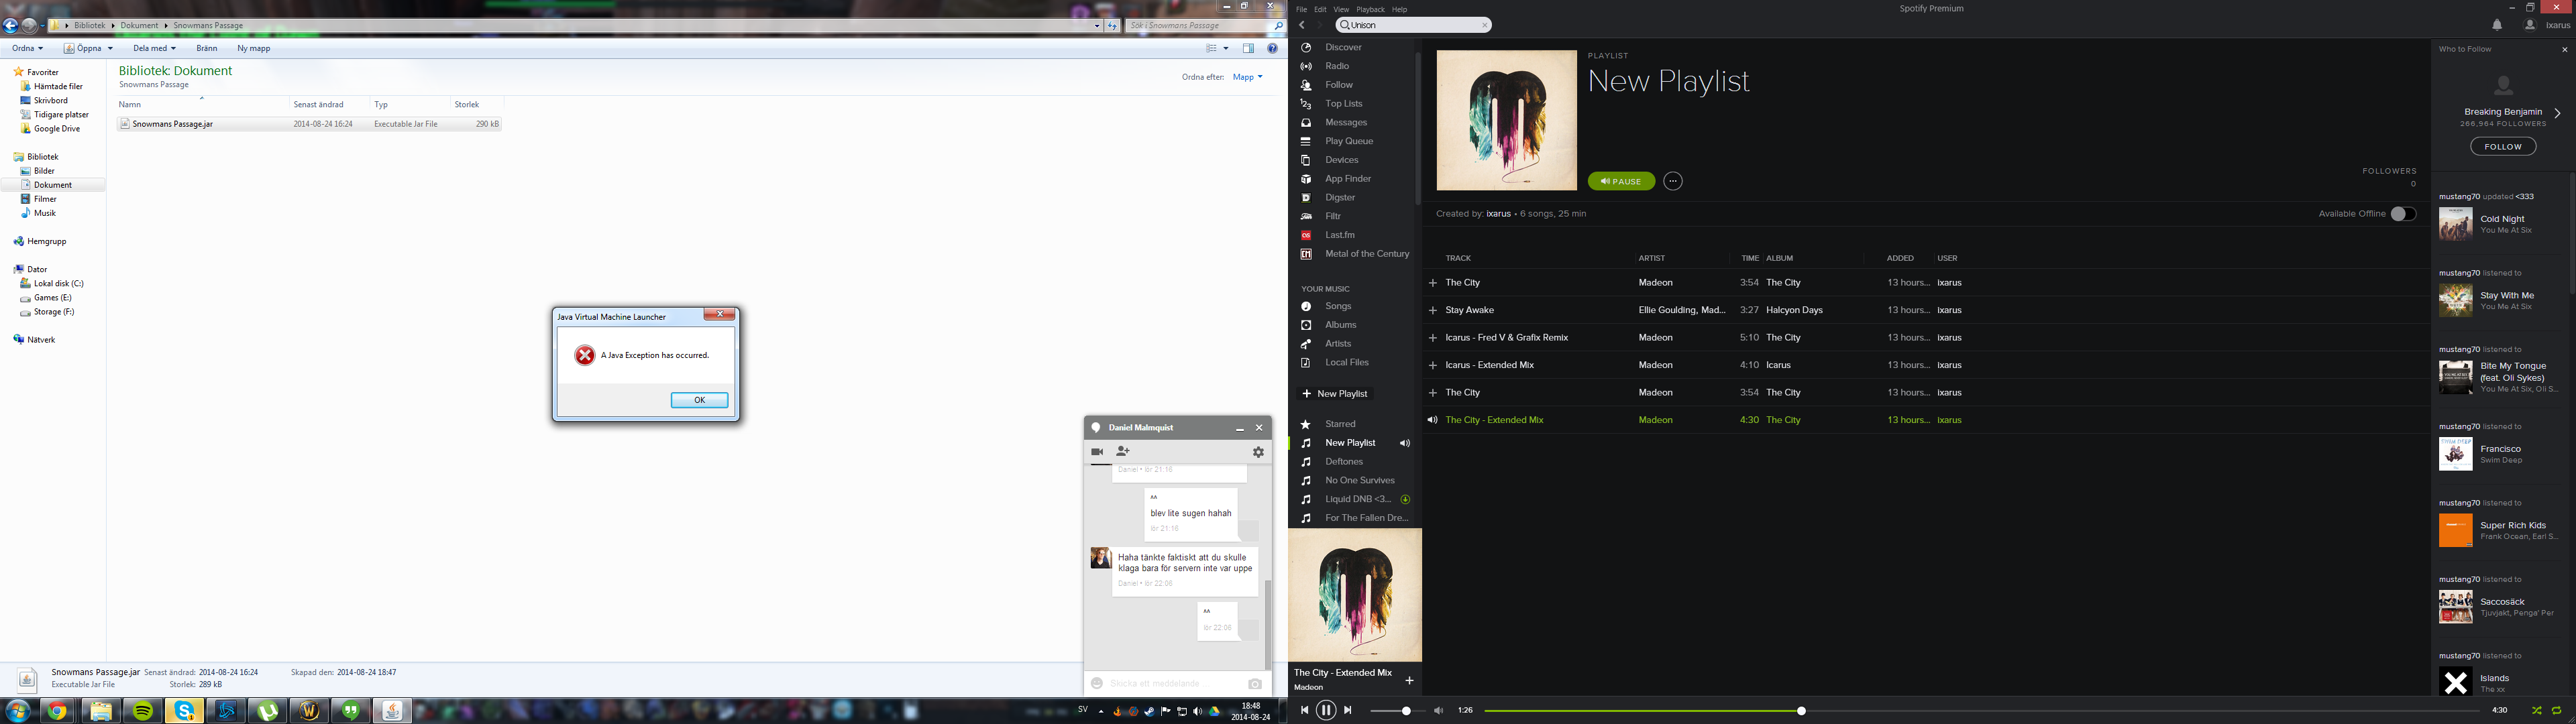 Bibliotek ▸ Dokument ▸ Snowmans Passage
Sök i Snowmans Passage
Ordna Öppna Dela med Bränn Ny mapp
Favoriter
Hämtade filer
Skrivbord
Tidigare platser
Google Drive
Bibliotek
Bilder
Dokument
Filmer
Musik
Hemgrupp
Dator
Lokal disk (C:)
Games (E:)
Storage (F:)
Nätverk
Bibliotek: Dokument
Snowmans Passage
Ordna efter: Mapp
Namn Senast ändrad Typ Storlek
Snowmans Passage.jar 2014-08-24 16:24 Executable Jar File 290 kB
Java Virtual Machine Launcher
A Java Exception has occurred.
OK
Daniel Malmquist
Daniel • lör 21:16
^^
blev lite sugen hahah
lör 21:16
Haha tänkte faktiskt att du skulle
klaga bara för servern inte var uppe
Daniel • lör 22:06
^^
lör 22:06
Skicka ett meddelande...
Snowmans Passage.jar Senast ändrad: 2014-08-24 16:24 Skapad den: 2014-08-24 18:47
Executable Jar File Storlek: 289 kB
SV
18:48
2014-08-24
File Edit View Playback Help
Spotify Premium
Unison
ixarus
Discover
Radio
Follow
Top Lists
Messages
Play Queue
Devices
App Finder
Digster
Filtr
Last.fm
Metal of the Century
YOUR MUSIC
Songs
Albums
Artists
Local Files
New Playlist
Starred
New Playlist
Deftones
No One Survives
Liquid DNB <3...
For The Fallen Dre...
The City - Extended Mix
Madeon
PLAYLIST
New Playlist
PAUSE
FOLLOWERS
0
Created by: ixarus • 6 songs, 25 min
Available Offline
TRACK ARTIST TIME ALBUM ADDED USER
The City Madeon 3:54 The City 13 hours... ixarus
Stay Awake Ellie Goulding, Mad... 3:27 Halcyon Days 13 hours... ixarus
Icarus - Fred V & Grafix Remix Madeon 5:10 The City 13 hours... ixarus
Icarus - Extended Mix Madeon 4:10 Icarus 13 hours... ixarus
The City Madeon 3:54 The City 13 hours... ixarus
The City - Extended Mix Madeon 4:30 The City 13 hours... ixarus
1:26
4:30
Who to Follow
Breaking Benjamin
266,964 FOLLOWERS
FOLLOW
mustang70 updated <333
Cold Night
You Me At Six
mustang70 listened to
Stay With Me
You Me At Six
mustang70 listened to
Bite My Tongue
(feat. Oli Sykes)
You Me At Six, Oli S...
mustang70 listened to
Francisco
Swim Deep
mustang70 listened to
Super Rich Kids
Frank Ocean, Earl S...
mustang70 listened to
Saccosäck
Tjuvjakt, Penga' Per
mustang70 listened to
Islands
The xx